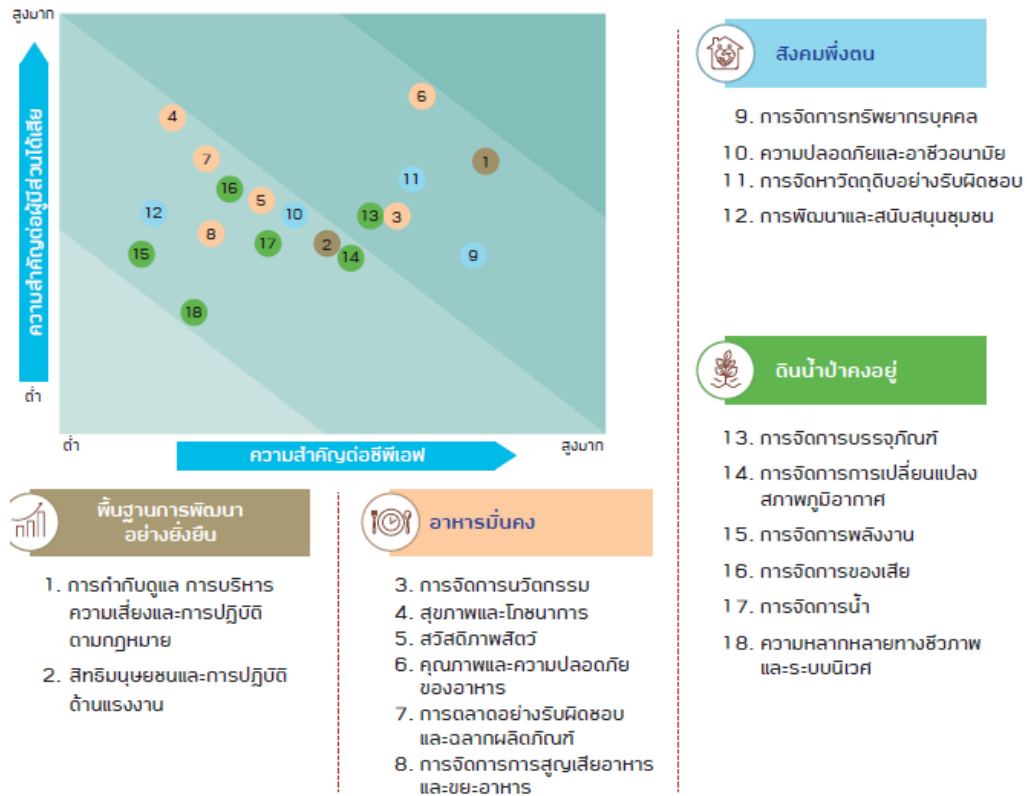 สูงมาก
ความสำคัญต่อผู้มีส่วนได้เสีย
ต่ำ
6
4
1
7
11
16
5
12
10
13
3
8
17
2
15
14
9
18
ต่ำ
ความสำคัญต่อซีพีเอฟ
สูงมาก
พื้นฐานการพัฒนา
อย่างยั่งยืน
1. การกำกับดูแล การบริหาร
ความเสี่ยงและการปฏิบัติ
ตามกฎหมาย
2. สิทธิมนุษยชนและการปฏิบัติ
ด้านแรงงาน
อาหารมั่นคง
3. การจัดการนวัตกรรม
4. สุขภาพและโภชนาการ
5. สวัสดิภาพสัตว์
6. คุณภาพและความปลอดภัย
ของอาหาร
7. การตลาดอย่างรับผิดชอบ
และฉลากผลิตภัณฑ์
8. การจัดการการสูญเสียอาหาร
และขยะอาหาร
สังคมพึ่งตน
9. การจัดการทรัพยากรบุคคล
10. ความปลอดภัยและอาชีวอนามัย
11. การจัดหาวัตถุดิบอย่างรับผิดชอบ
12. การพัฒนาและสนับสนุนชุมชน
ดินน้ำป่าคงอยู่
13. การจัดการบรรจุภัณฑ์
14. การจัดการการเปลี่ยนแปลง
สภาพภูมิอากาศ
15. การจัดการพลังงาน
16. การจัดการของเสีย
17. การจัดการน้ำ
18. ความหลากหลายทางชีวภาพ
และระบบนิเวศ